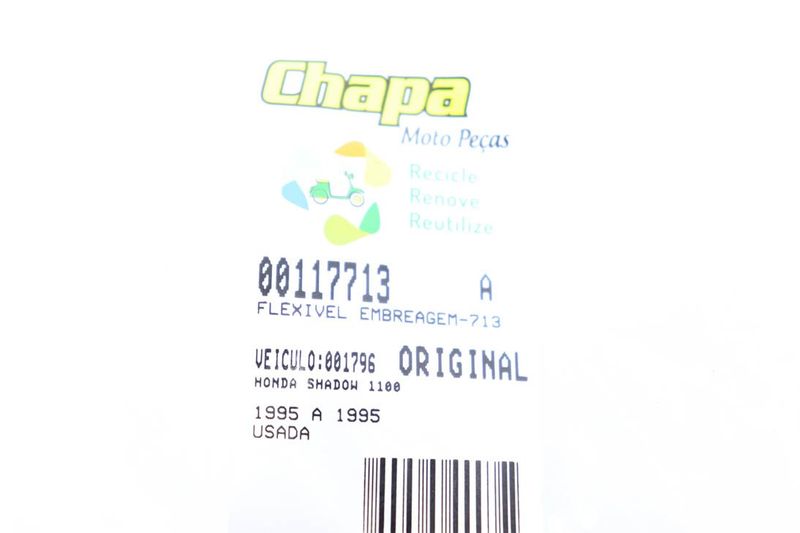 Chapa
Moto Peças
Recicle
Renove
Reutilize
00117713 A
FLEXIVEL EMBREAGEM-713
VEICULO:001796 ORIGINAL
HONDA SHADOW 1100
1995 A 1995
USADA